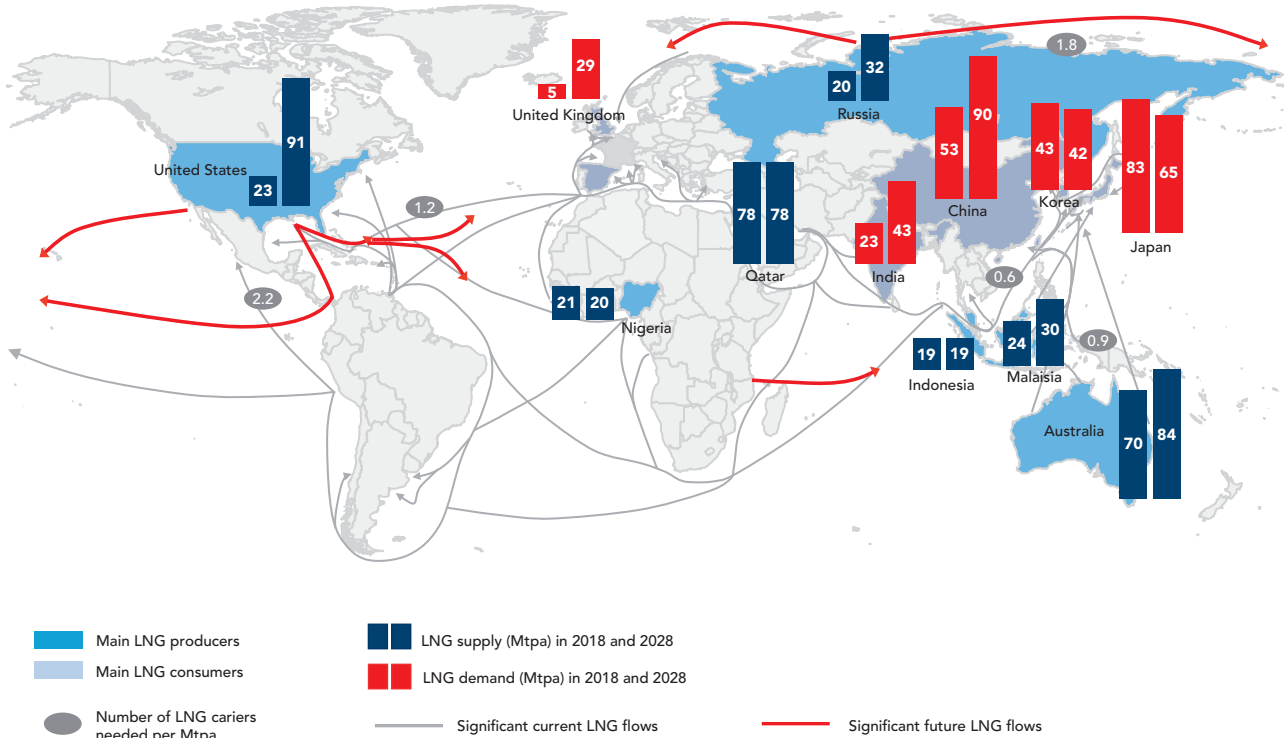 1.8
29
5
United Kingdom
20
32
Russia
91
23
United States
53
90
China
43
42
Korea
83
65
Japan
1.2
78
78
Qatar
23
43
India
0.6
2.2
21
20
Nigeria
19
19
Indonesia
24
30
Malaisia
0.9
Australia
70
84
Main LNG producers
Main LNG consumers
Number of LNG cariers
needed per Mtpa
LNG supply (Mtpa) in 2018 and 2028
LNG demand (Mtpa) in 2018 and 2028
Significant current LNG flows
Significant future LNG flows